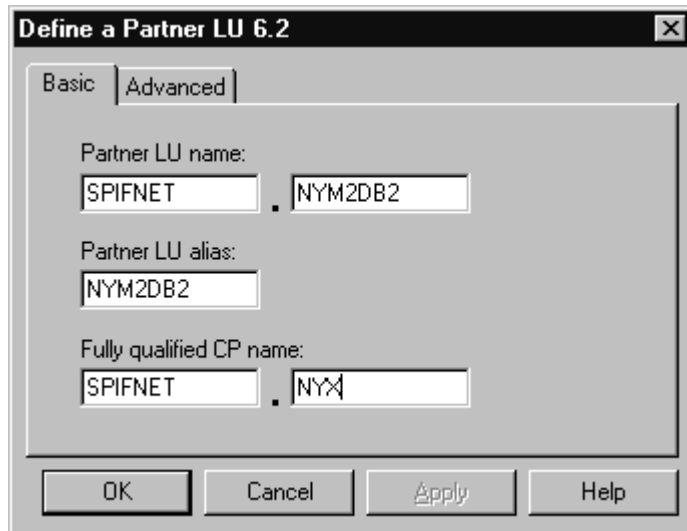 Define a Partner LU 6.2
Basic Advanced
Partner LU name:
SPIFNET . NYM2DB2
Partner LU alias:
NYM2DB2
Fully qualified CP name:
SPIFNET . NYX
OK Cancel Apply Help